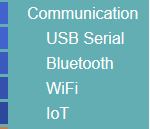 Communication
USB Serial
Bluetooth
WiFi
IoT